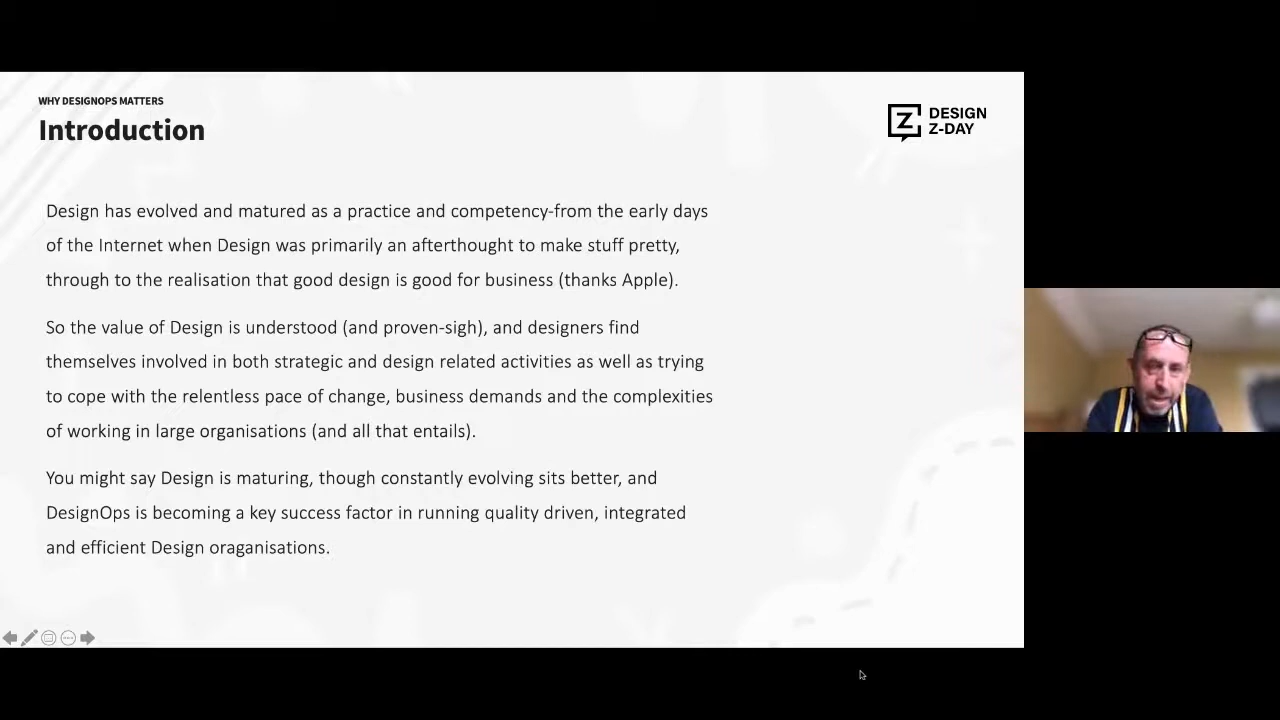 WHY DESIGNOPS MATTERS
Introduction
Z DESIGN
Z-DAY
Design has evolved and matured as a practice and competency-from the early days
of the Internet when Design was primarily an afterthought to make stuff pretty,
through to the realisation that good design is good for business (thanks Apple).
So the value of Design is understood (and proven-sigh), and designers find
themselves involved in both strategic and design related activities as well as trying
to cope with the relentless pace of change, business demands and the complexities
of working in large organisations (and all that entails).
You might say Design is maturing, though constantly evolving sits better, and
DesignOps is becoming a key success factor in running quality driven, integrated
and efficient Design oraganisations.